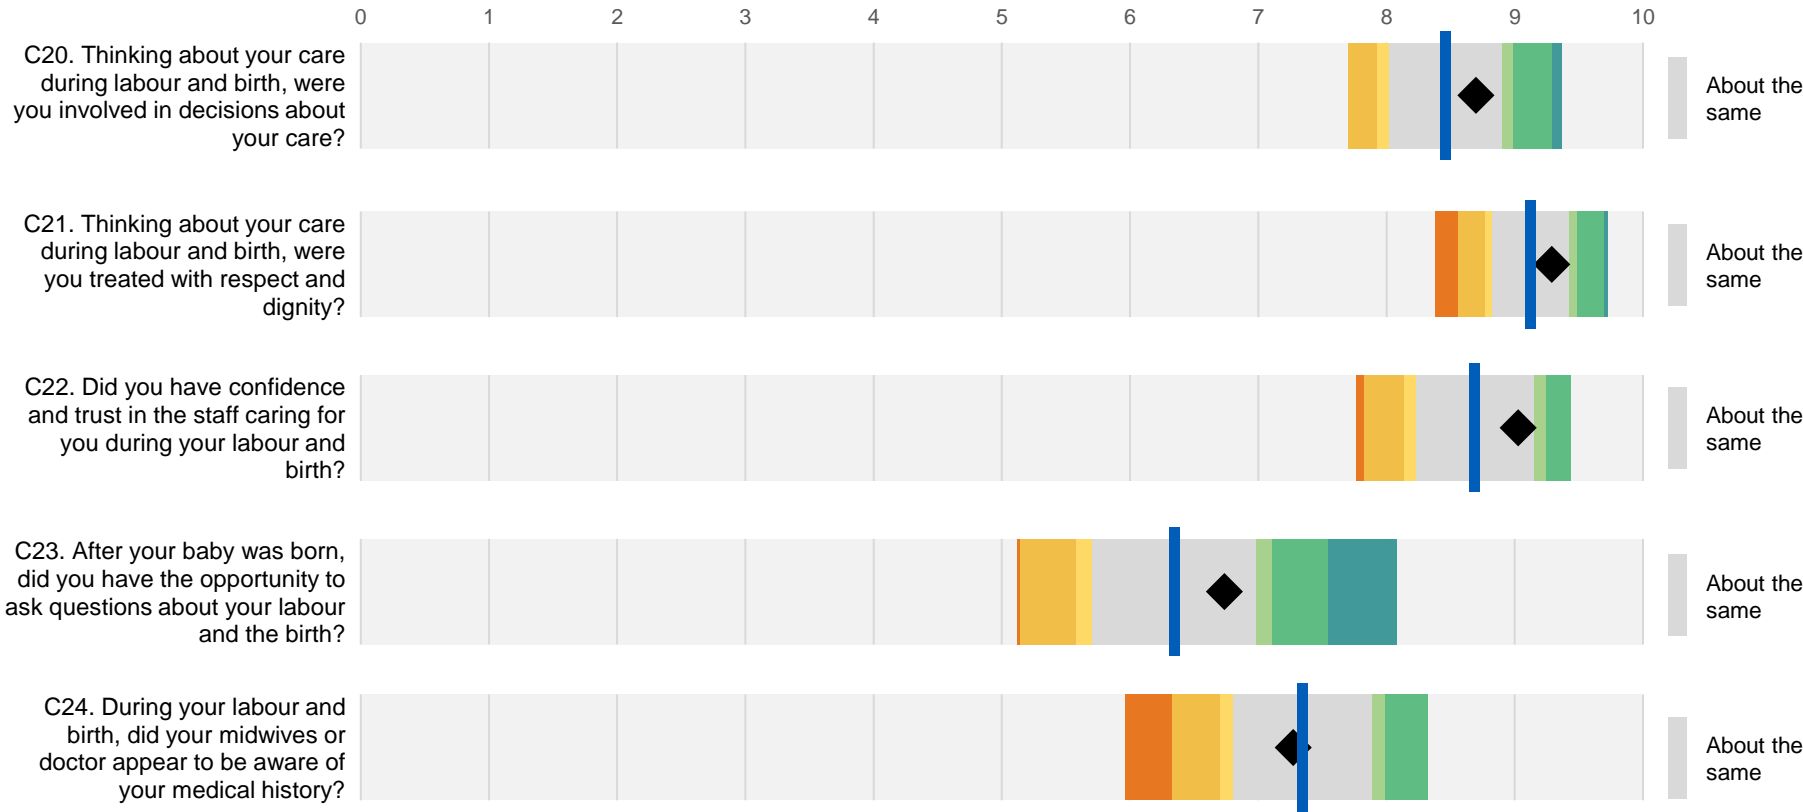 0 1 2 3 4 5 6 7 8 9 10
C20. Thinking about your care
during labour and birth, were
you involved in decisions about
your care?
About the
same
C21. Thinking about your care
during labour and birth, were
you treated with respect and
dignity?
About the
same
C22. Did you have confidence
and trust in the staff caring for
you during your labour and
birth?
About the
same
C23. After your baby was born,
did you have the opportunity to
ask questions about your labour
and the birth?
About the
same
C24. During your labour and
birth, did your midwives or
doctor appear to be aware of
your medical history?
About the
same